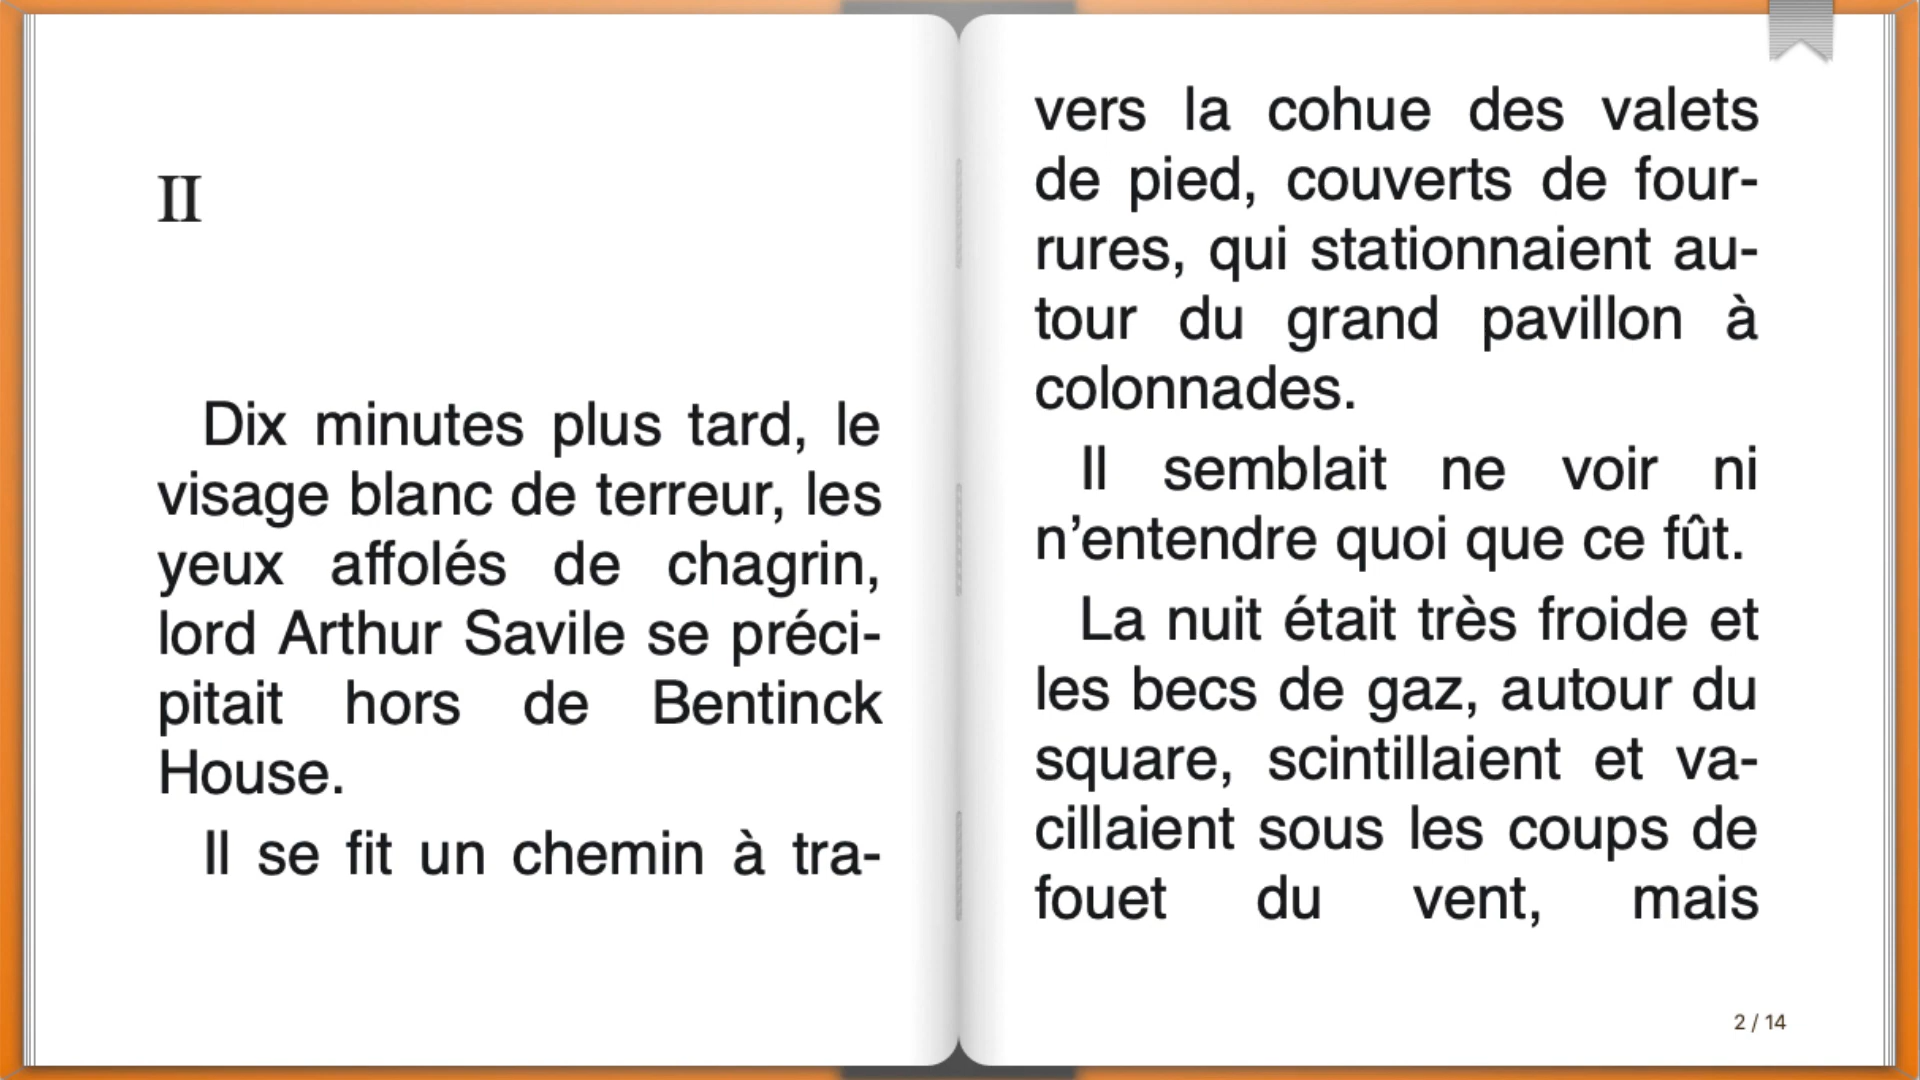 II
Dix minutes plus tard, le
visage blanc de terreur, les
yeux affolés de chagrin,
lord Arthur Savile se préci-
pitait hors de Bentinck
House.
Il se fit un chemin à tra-
vers la cohue des valets
de pied, couverts de four-
rures, qui stationnaient au-
tour du grand pavillon à
colonnades.
Il semblait ne voir ni
n’entendre quoi que ce fût.
La nuit était très froide et
les becs de gaz, autour du
square, scintillaient et va-
cillaient sous les coups de
fouet du vent, mais
2 / 14